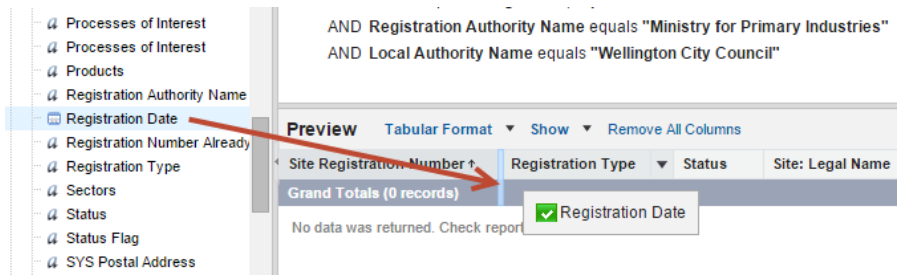 Processes of Interest
Processes of Interest
Products
Registration Authority Name
Registration Date
Registration Number Already
Registration Type
Sectors
Status
Status Flag
SYS Postal Address
AND Registration Authority Name equals "Ministry for Primary Industries"
AND Local Authority Name equals "Wellington City Council"
Preview Tabular Format ▼ Show ▼ Remove All Columns
Site Registration Number ↑ Registration Type ▼ Status Site: Legal Name
Grand Totals (0 records)
Registration Date
No data was returned. Check report